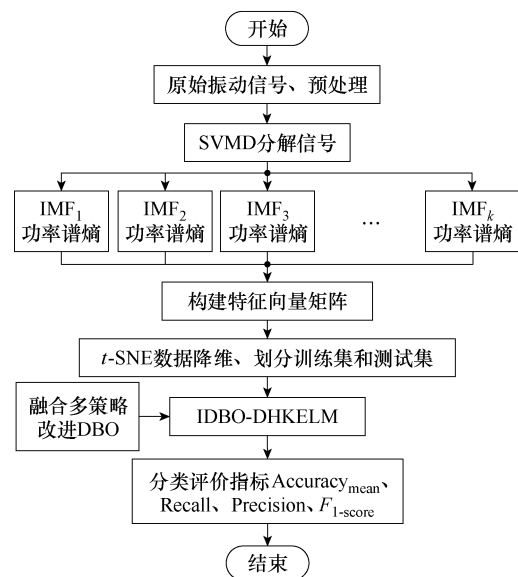 开始
原始振动信号、预处理
SVMD分解信号
IMF₁
功率谱熵
IMF₂
功率谱熵
IMF₃
功率谱熵
…
IMFₖ
功率谱熵
构建特征向量矩阵
t-SNE数据降维、划分训练集和测试集
融合多策略
改进DBO
IDBO-DHKELM
分类评价指标Accuracymean、
Recall、Precision、F1-score
结束